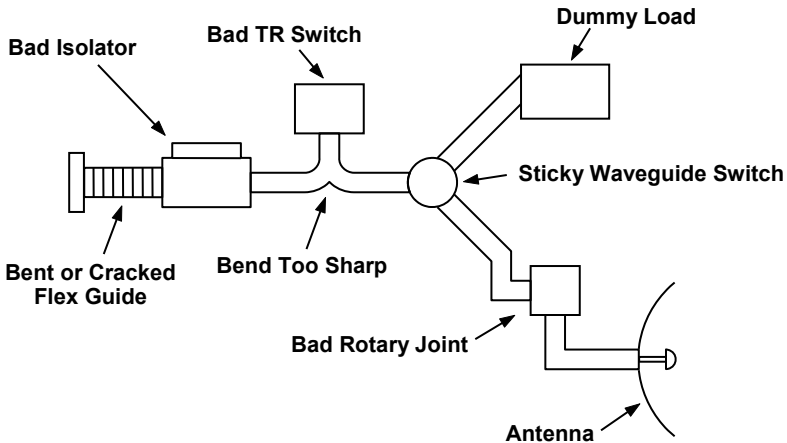 Dummy Load
Bad TR Switch
Bad Isolator
Sticky Waveguide Switch
Bend Too Sharp
Bent or Cracked
Flex Guide
Bad Rotary Joint
Antenna